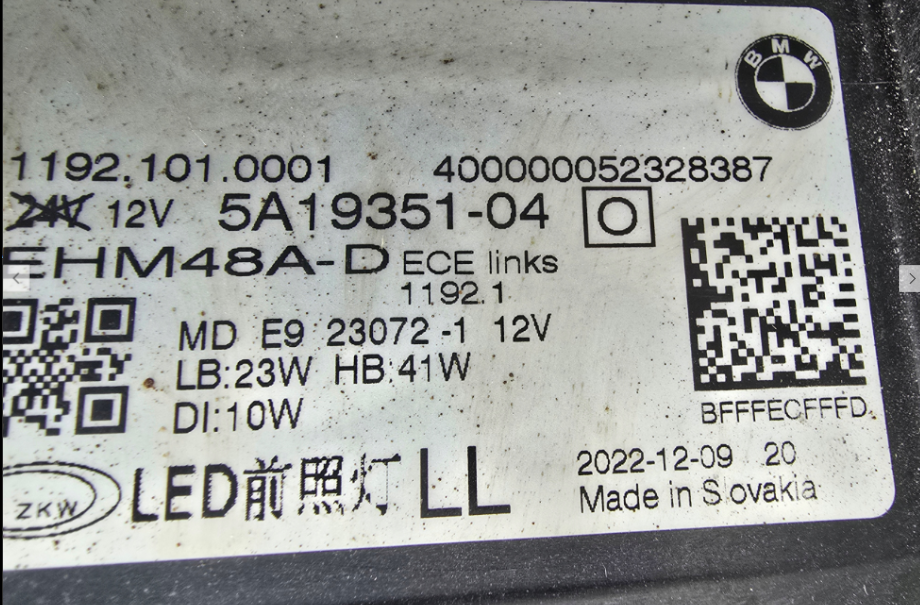 BMW
1192.101.0001 400000052328387
24V 12V 5A19351-04
EHM48A-D ECE links
1192.1
MD E9 23072 -1 12V
LB:23W HB:41W
DI:10W
BFFFECFFFD
ZKW LED前照灯 LL
2022-12-09 20
Made in Slovakia